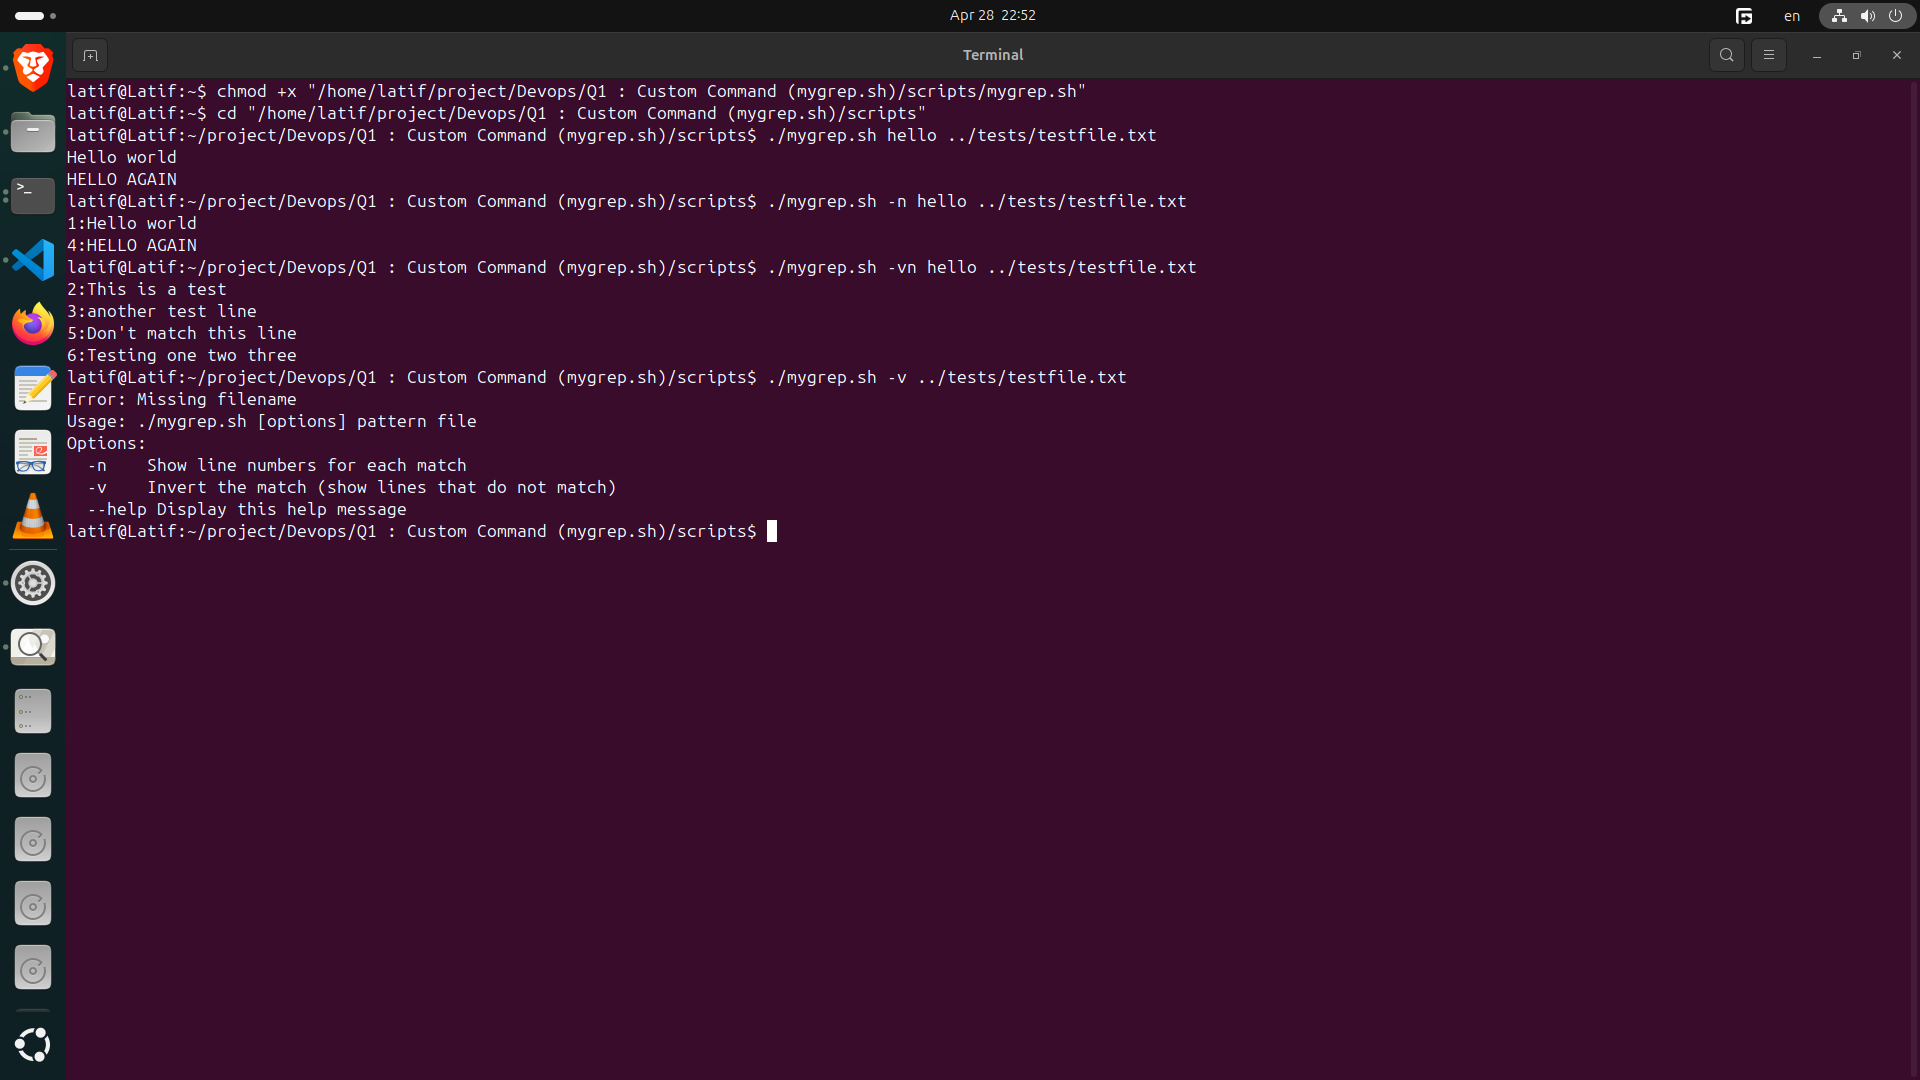 Apr 28 22:52
en
Terminal
latif@Latif:~$ chmod +x "/home/latif/project/Devops/Q1 : Custom Command (mygrep.sh)/scripts/mygrep.sh"
latif@Latif:~$ cd "/home/latif/project/Devops/Q1 : Custom Command (mygrep.sh)/scripts"
latif@Latif:~/project/Devops/Q1 : Custom Command (mygrep.sh)/scripts$ ./mygrep.sh hello ../tests/testfile.txt
Hello world
HELLO AGAIN
latif@Latif:~/project/Devops/Q1 : Custom Command (mygrep.sh)/scripts$ ./mygrep.sh -n hello ../tests/testfile.txt
1:Hello world
4:HELLO AGAIN
latif@Latif:~/project/Devops/Q1 : Custom Command (mygrep.sh)/scripts$ ./mygrep.sh -vn hello ../tests/testfile.txt
2:This is a test
3:another test line
5:Don't match this line
6:Testing one two three
latif@Latif:~/project/Devops/Q1 : Custom Command (mygrep.sh)/scripts$ ./mygrep.sh -v ../tests/testfile.txt
Error: Missing filename
Usage: ./mygrep.sh [options] pattern file
Options:
  -n    Show line numbers for each match
  -v    Invert the match (show lines that do not match)
  --help Display this help message
latif@Latif:~/project/Devops/Q1 : Custom Command (mygrep.sh)/scripts$